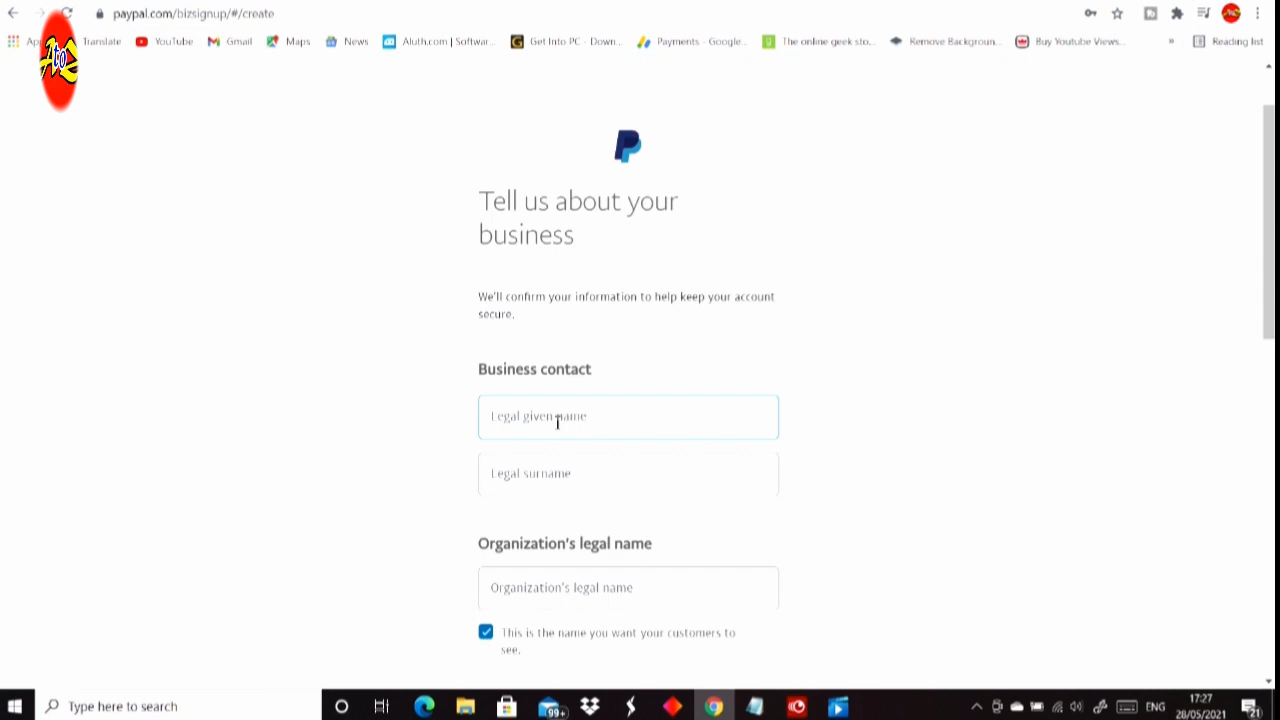 paypal.com/bizsignup/#/create
Translate YouTube Gmail Maps News Aluth.com | Softw... Get Into PC - Down... Payments - Google... The online geek sto... Remove Backgroun... Buy Youtube Views... » Reading list
AtoZ
Tell us about your
business
We'll confirm your information to help keep your account
secure.
Business contact
Legal given name
Legal surname
Organization's legal name
Organization's legal name
This is the name you want your customers to
see.
Type here to search
99+
ENG
17:27
28/05/2021
21